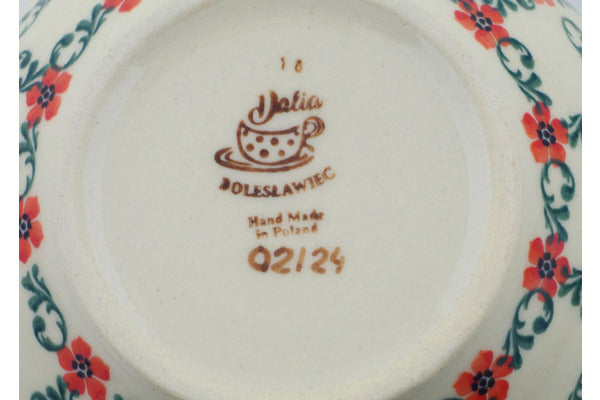 18
Dalia
BOLESŁAWIEC
Hand Made
in Poland
02/24